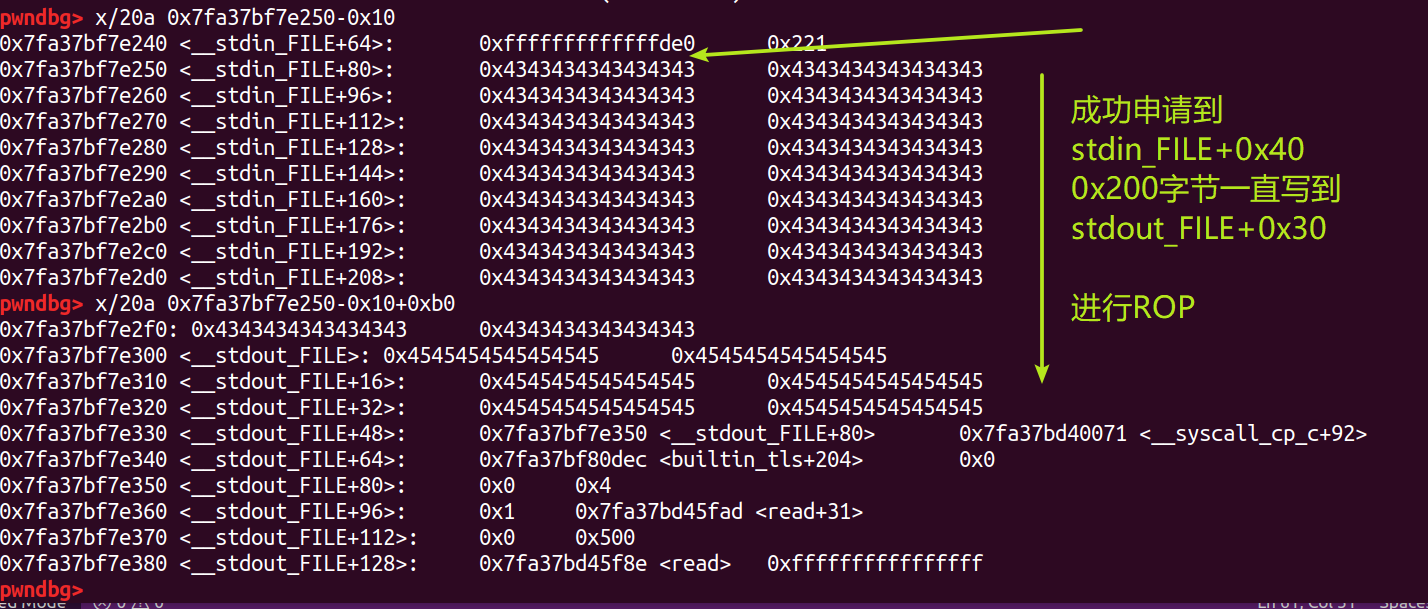 pwndbg> x/20a 0x7fa37bf7e250-0x10
0x7fa37bf7e240 <__stdin_FILE+64>: 0xfffffffffffffde0 0x221
0x7fa37bf7e250 <__stdin_FILE+80>: 0x4343434343434343 0x4343434343434343
0x7fa37bf7e260 <__stdin_FILE+96>: 0x4343434343434343 0x4343434343434343
0x7fa37bf7e270 <__stdin_FILE+112>: 0x4343434343434343 0x4343434343434343
0x7fa37bf7e280 <__stdin_FILE+128>: 0x4343434343434343 0x4343434343434343
0x7fa37bf7e290 <__stdin_FILE+144>: 0x4343434343434343 0x4343434343434343
0x7fa37bf7e2a0 <__stdin_FILE+160>: 0x4343434343434343 0x4343434343434343
0x7fa37bf7e2b0 <__stdin_FILE+176>: 0x4343434343434343 0x4343434343434343
0x7fa37bf7e2c0 <__stdin_FILE+192>: 0x4343434343434343 0x4343434343434343
0x7fa37bf7e2d0 <__stdin_FILE+208>: 0x4343434343434343 0x4343434343434343
pwndbg> x/20a 0x7fa37bf7e250-0x10+0xb0
0x7fa37bf7e2f0: 0x4343434343434343 0x4343434343434343
0x7fa37bf7e300 <__stdout_FILE>: 0x4545454545454545 0x4545454545454545
0x7fa37bf7e310 <__stdout_FILE+16>: 0x4545454545454545 0x4545454545454545
0x7fa37bf7e320 <__stdout_FILE+32>: 0x4545454545454545 0x4545454545454545
0x7fa37bf7e330 <__stdout_FILE+48>: 0x7fa37bf7e350 <__stdout_FILE+80> 0x7fa37bd40071 <__syscall_cp_c+92>
0x7fa37bf7e340 <__stdout_FILE+64>: 0x7fa37bf80dec <builtin_tls+204> 0x0
0x7fa37bf7e350 <__stdout_FILE+80>: 0x0 0x4
0x7fa37bf7e360 <__stdout_FILE+96>: 0x1 0x7fa37bd45fad <read+31>
0x7fa37bf7e370 <__stdout_FILE+112>: 0x0 0x500
0x7fa37bf7e380 <__stdout_FILE+128>: 0x7fa37bd45f8e <read> 0xffffffffffffffff
pwndbg>
成功申请到
stdin_FILE+0x40
0x200字节一直写到
stdout_FILE+0x30
进行ROP